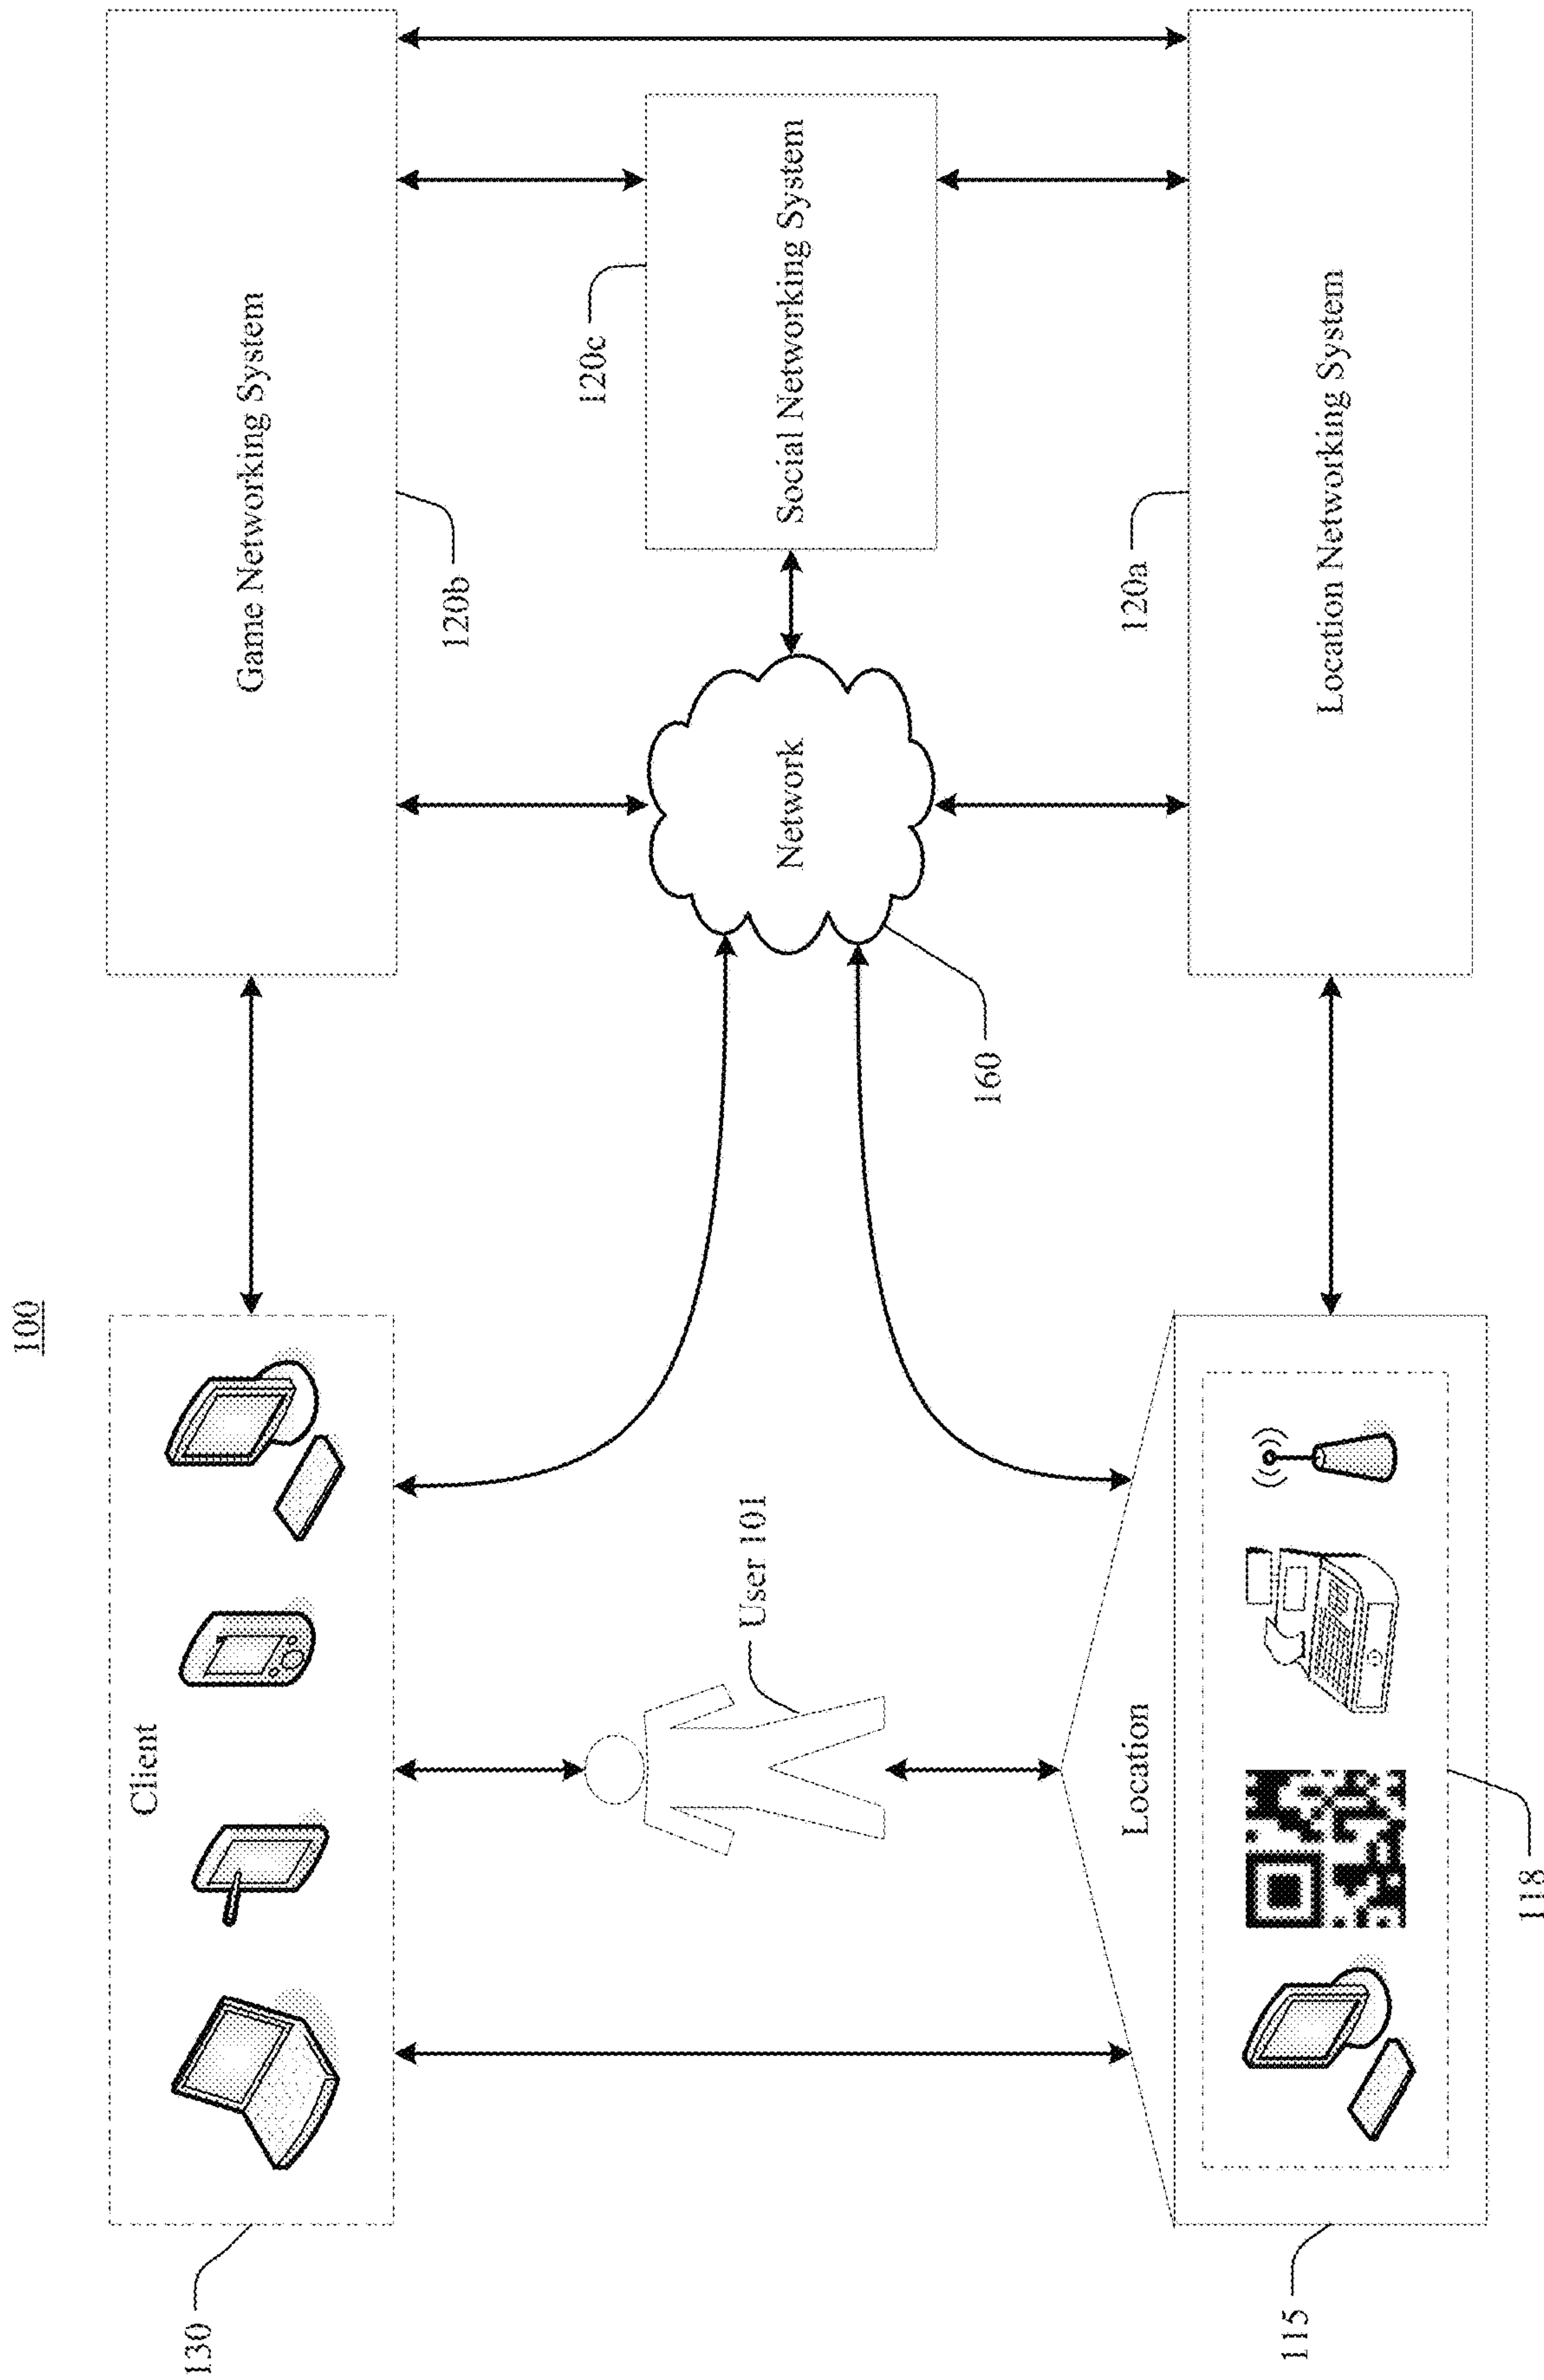 100
130
Client
Game Networking System
120b
User 101
Network
160
120c
Social Networking System
Location
115
118
120a
Location Networking System